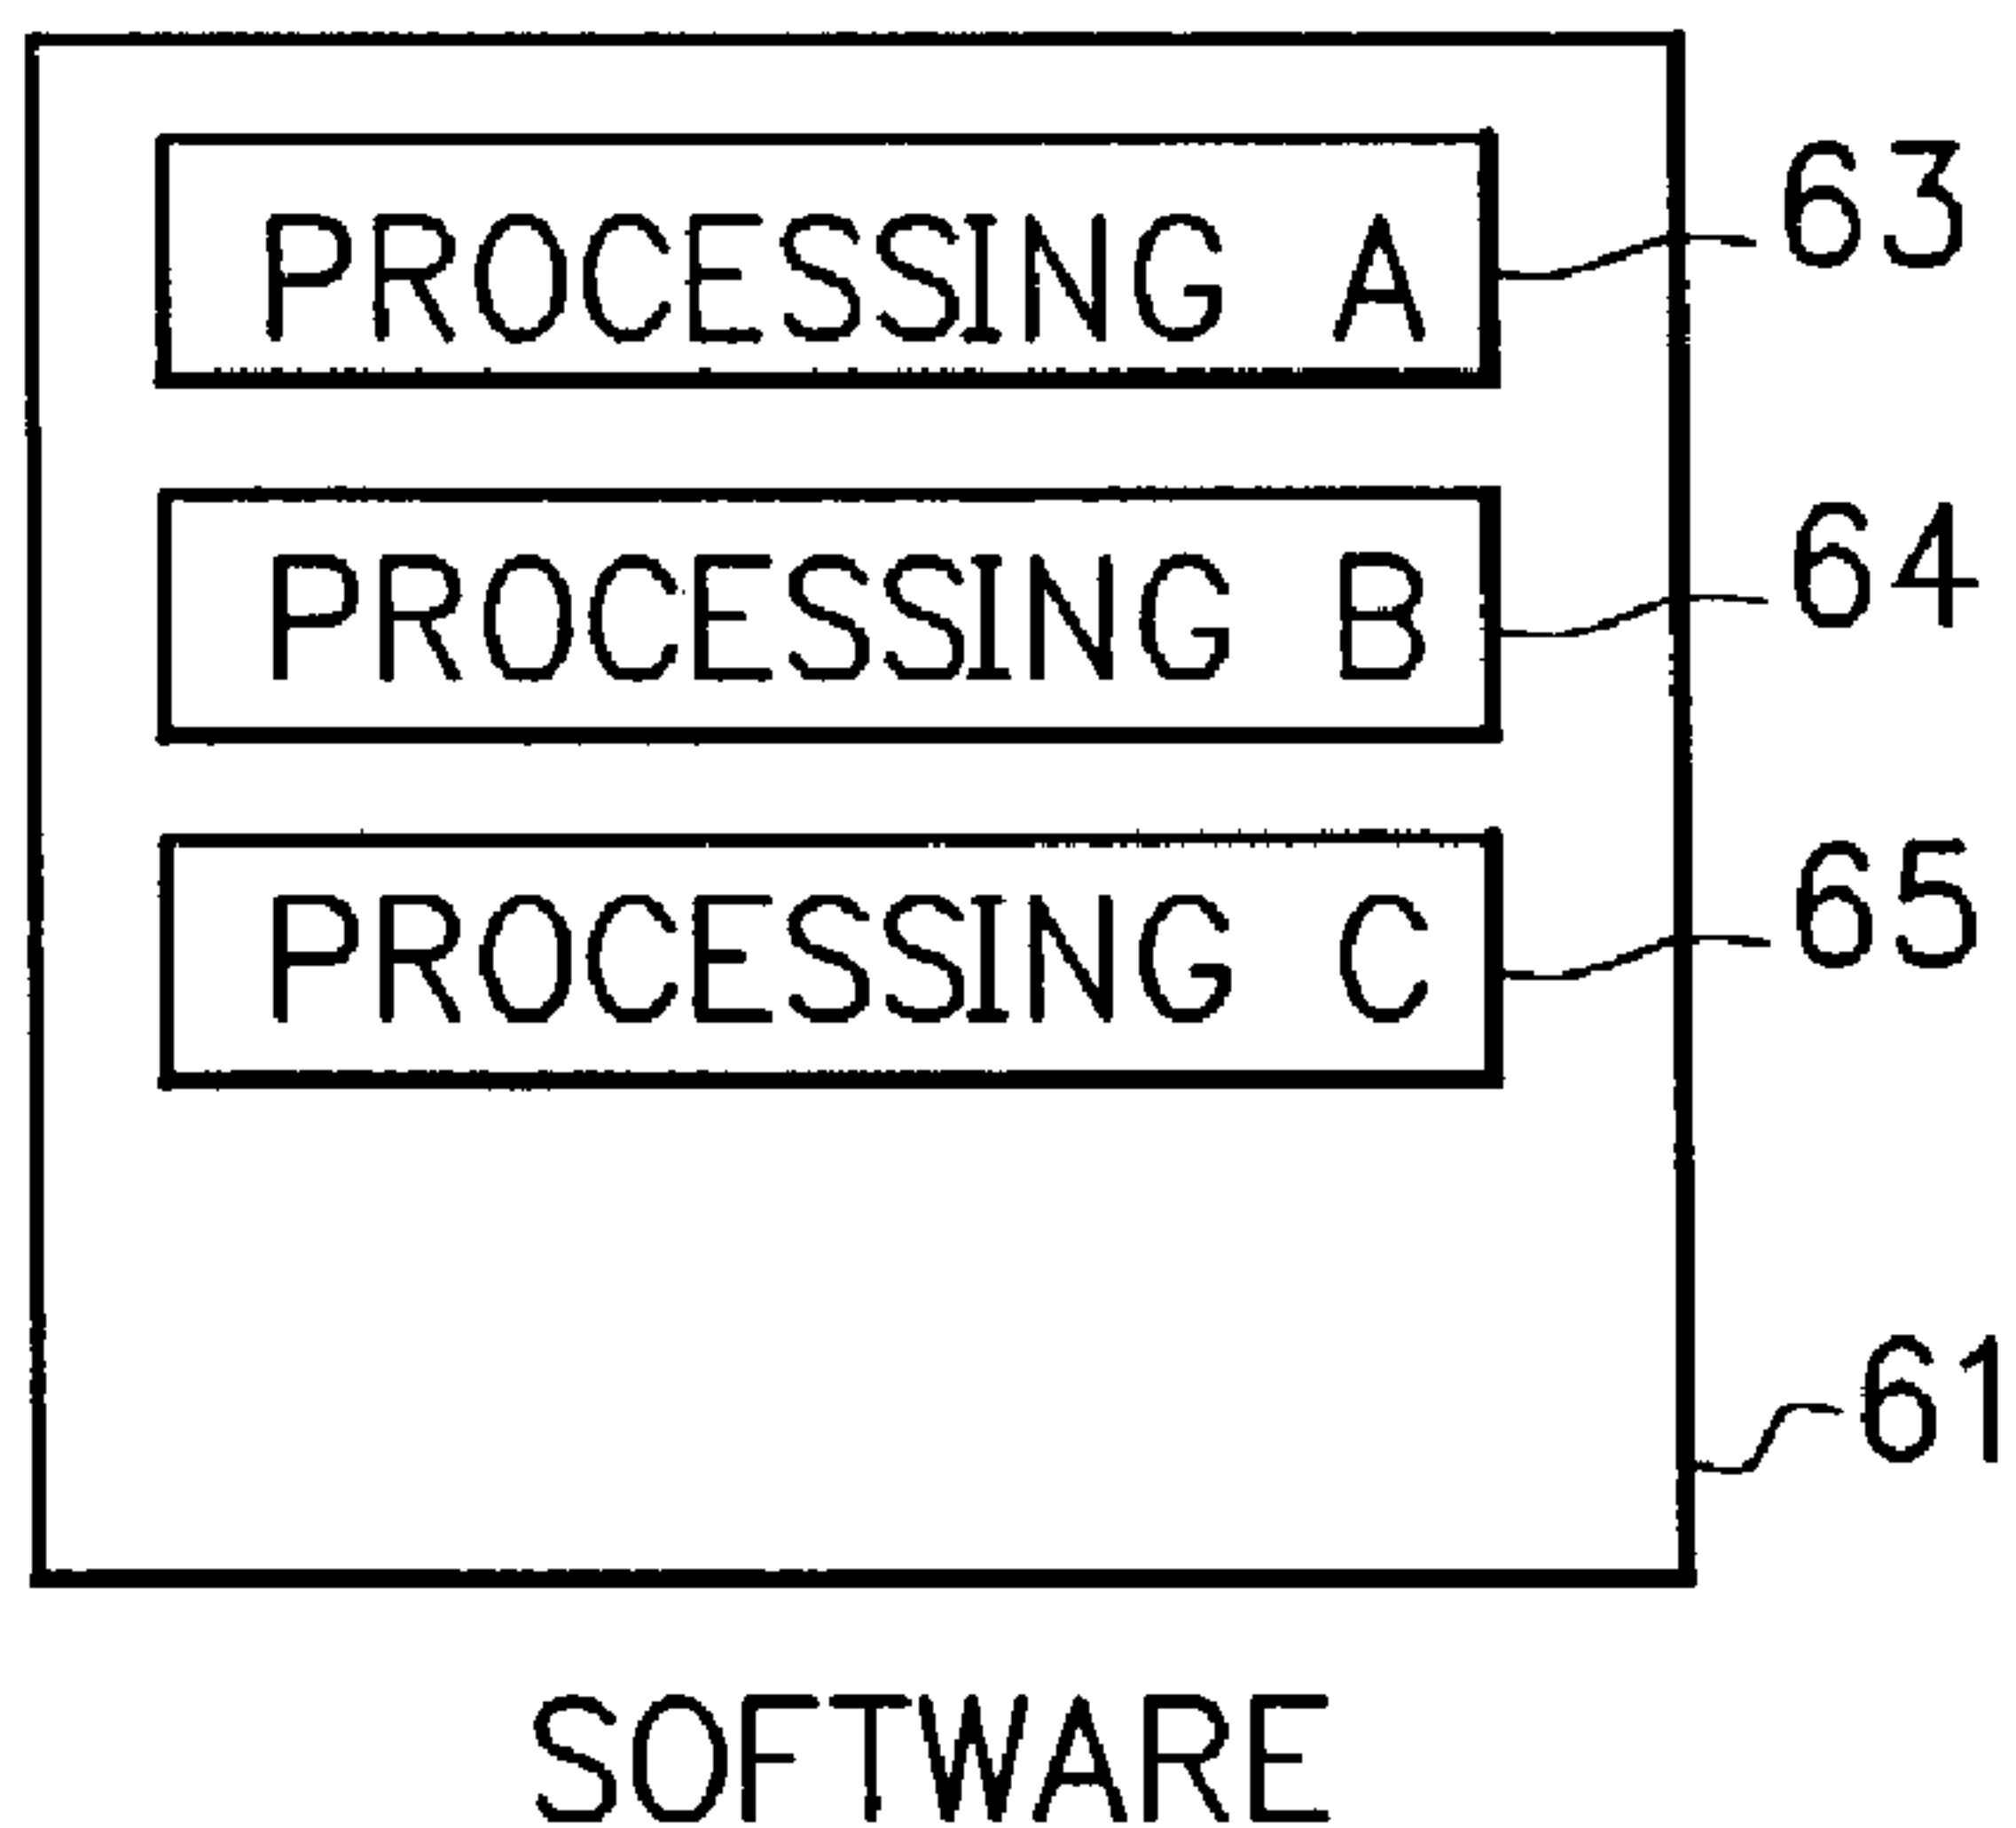 PROCESSING A 63
PROCESSING B 64
PROCESSING C 65
61
SOFTWARE